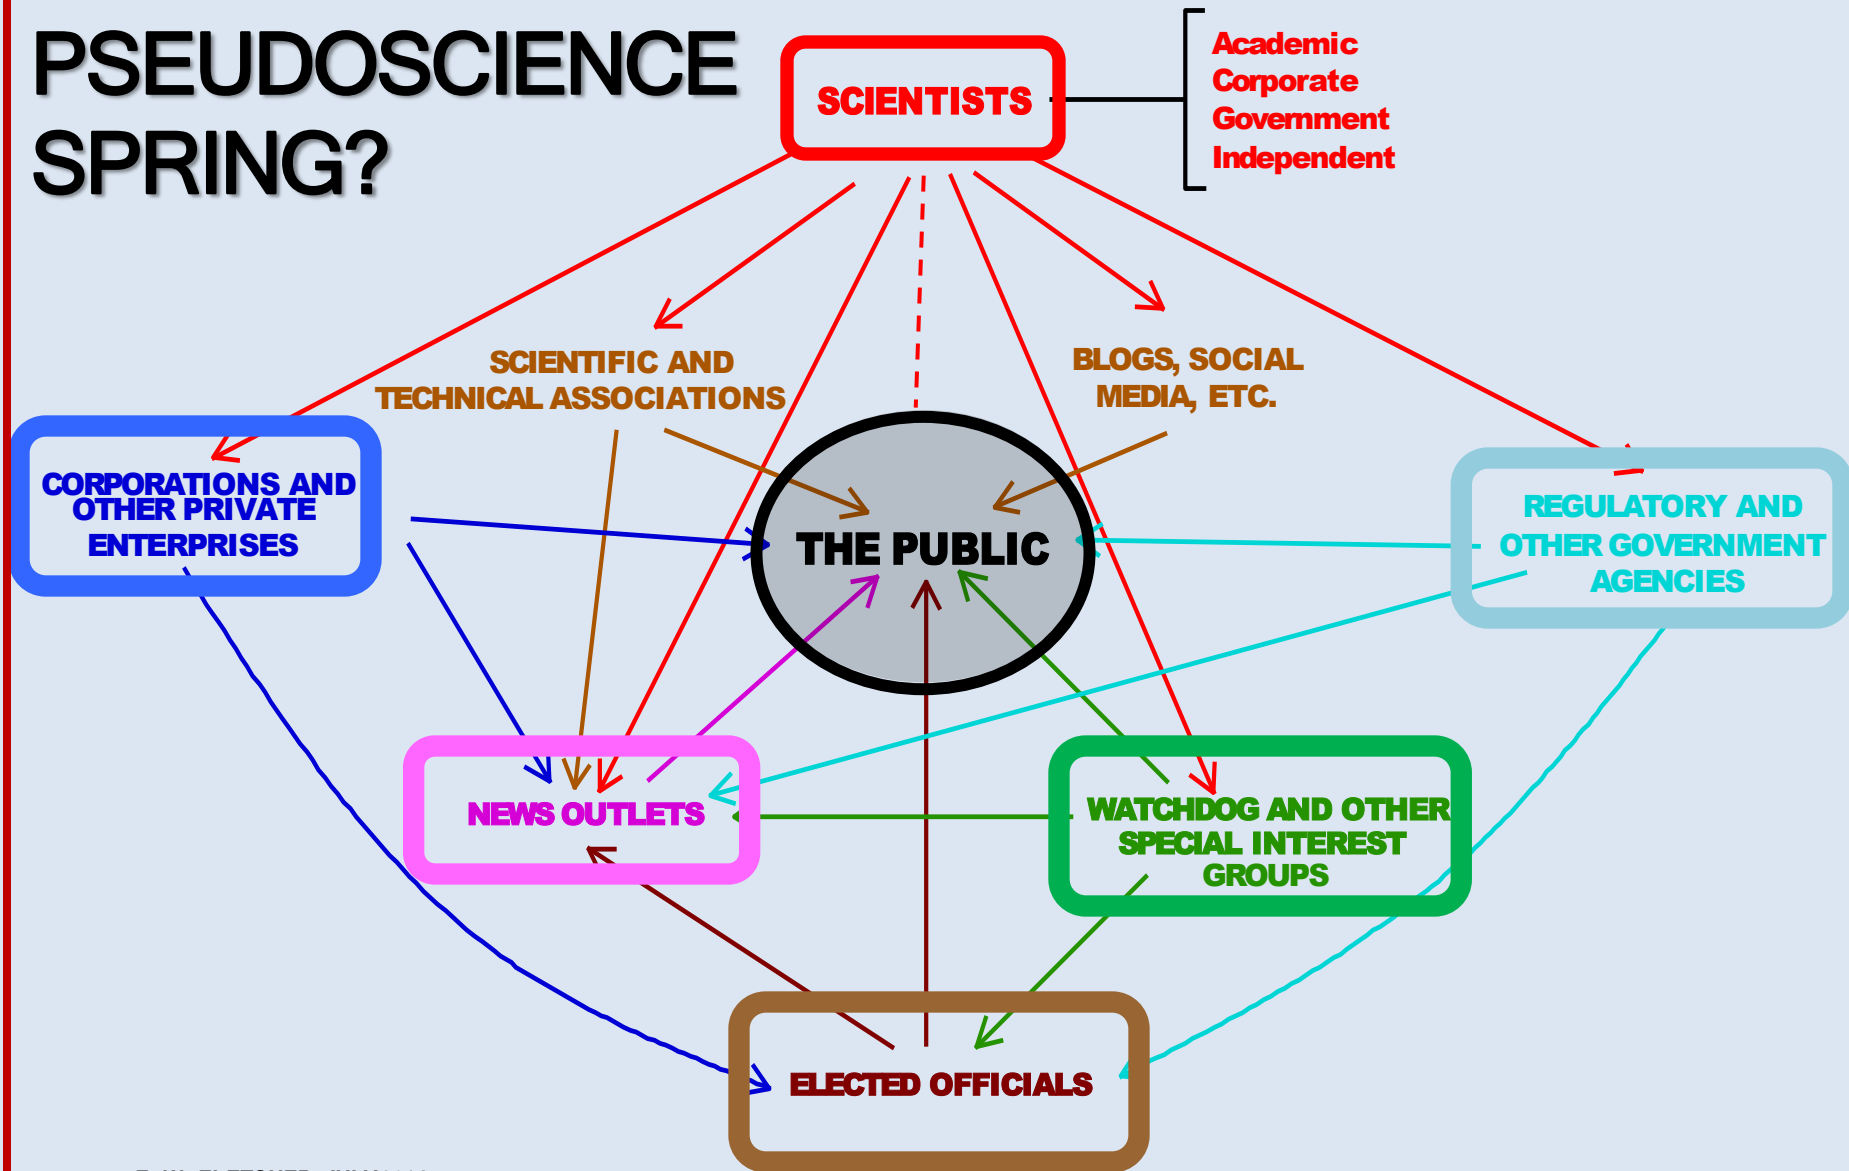 PSEUDOSCIENCE
SPRING?
SCIENTISTS
Academic
Corporate
Government
Independent
SCIENTIFIC AND
TECHNICAL ASSOCIATIONS
BLOGS, SOCIAL
MEDIA, ETC.
CORPORATIONS AND
OTHER PRIVATE
ENTERPRISES
THE PUBLIC
REGULATORY AND
OTHER GOVERNMENT
AGENCIES
NEWS OUTLETS
WATCHDOG AND OTHER
SPECIAL INTEREST
GROUPS
ELECTED OFFICIALS